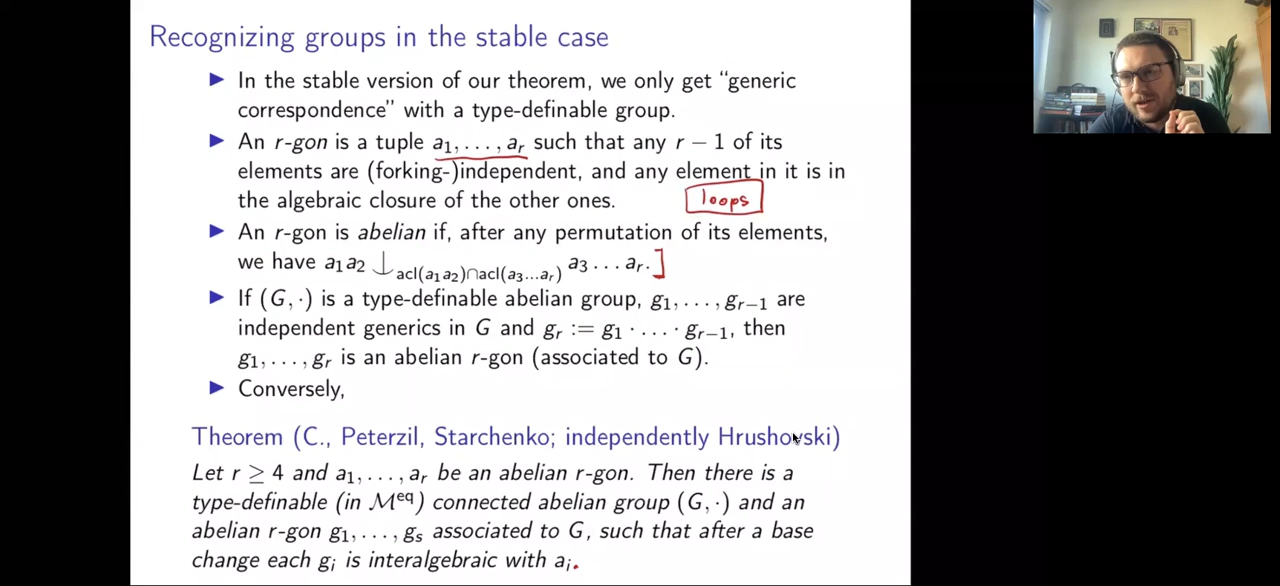 Recognizing groups in the stable case
▶ In the stable version of our theorem, we only get “generic
correspondence” with a type-definable group.
▶ An r-gon is a tuple a₁, . . . , aᵣ such that any r − 1 of its
elements are (forking-)independent, and any element in it is in
the algebraic closure of the other ones.
loops
▶ An r-gon is abelian if, after any permutation of its elements,
we have a₁a₂ ⫝_acl(a₁a₂)∩acl(a₃...aᵣ) a₃ . . . aᵣ. ]
▶ If (G, ·) is a type-definable abelian group, g₁, . . . , gᵣ₋₁ are
independent generics in G and gᵣ := g₁ · . . . · gᵣ₋₁, then
g₁, . . . , gᵣ is an abelian r-gon (associated to G).
▶ Conversely,
Theorem (C., Peterzil, Starchenko; independently Hrushovski)
Let r ≥ 4 and a₁, . . . , aᵣ be an abelian r-gon. Then there is a
type-definable (in ℳ^eq) connected abelian group (G, ·) and an
abelian r-gon g₁, . . . , gₛ associated to G, such that after a base
change each gᵢ is interalgebraic with aᵢ.